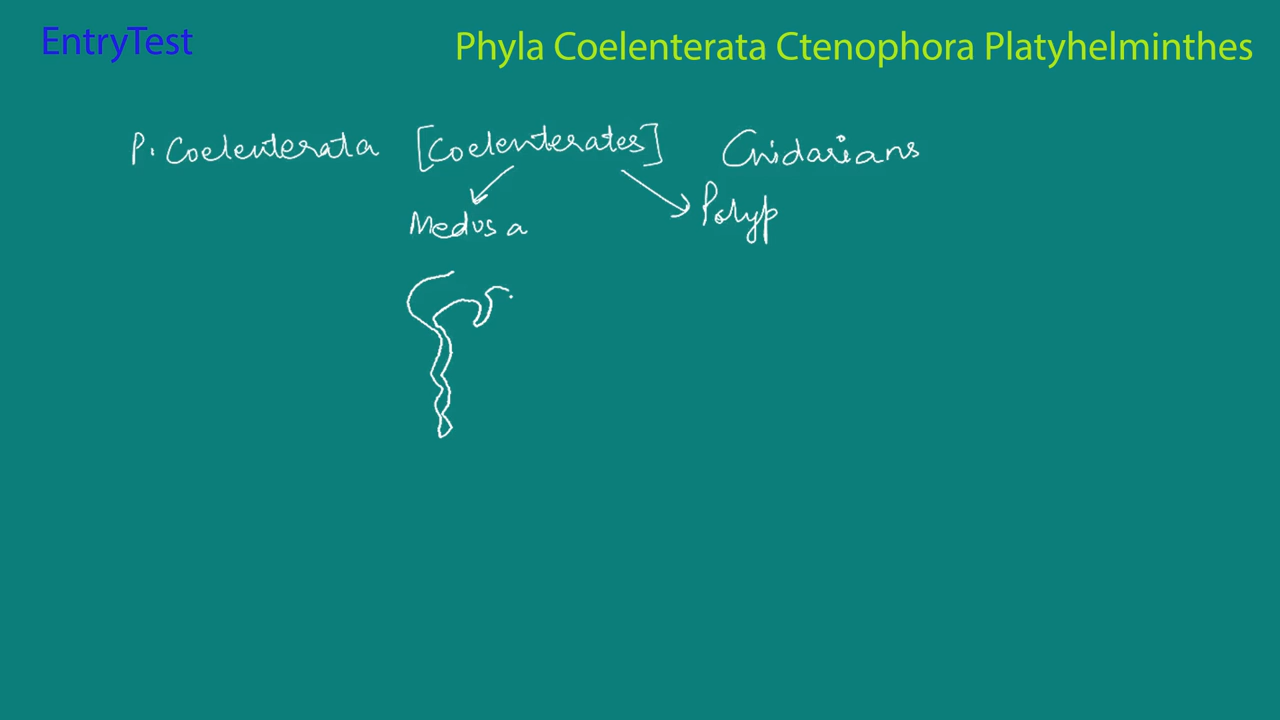 EntryTest
Phyla Coelenterata Ctenophora Platyhelminthes
P. Coelenterata [Coelenterates] Cnidarians
Medusa Polyp